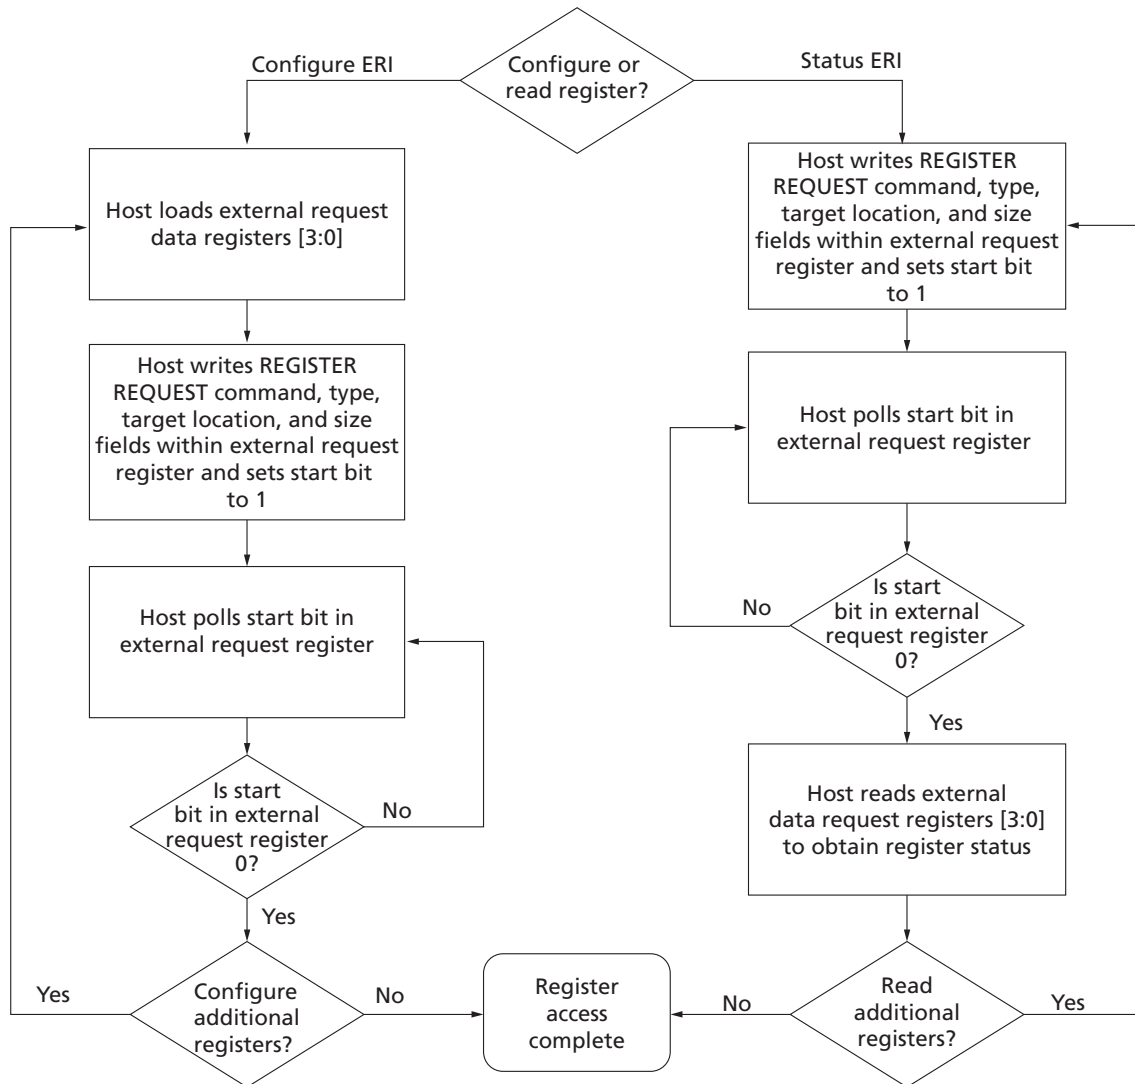 Configure or
read register?
Configure ERI
Status ERI
Host loads external request
data registers [3:0]
Host writes REGISTER
REQUEST command, type,
target location, and size
fields within external request
register and sets start bit
to 1
Host polls start bit in
external request register
Is start
bit in external
request register
0?
No
Yes
Configure
additional
registers?
Yes
No
Host writes REGISTER
REQUEST command, type,
target location, and size
fields within external request
register and sets start bit
to 1
Host polls start bit in
external request register
Is start
bit in external
request register
0?
No
Yes
Host reads external
data request registers [3:0]
to obtain register status
Read
additional
registers?
No
Yes
Register
access
complete